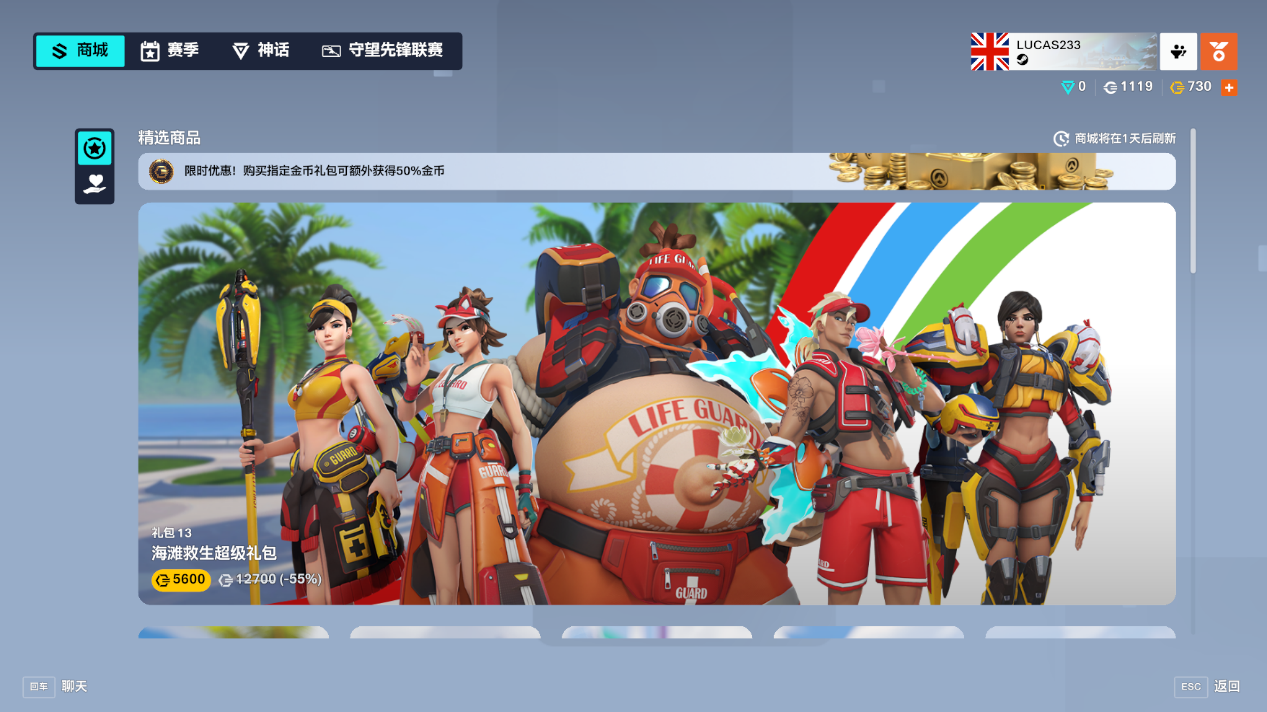 商城
赛季
神话
守望先锋联赛
LUCAS233
0
1119
730
精选商品
商城将在1天后刷新
限时优惠！购买指定金币礼包可额外获得50%金币
LIFE GUARD
GUARD
GUARD
LIFE GUARD
GUARD
GUARD
礼包 13
海滩救生超级礼包
5600
12700 (-55%)
回车
聊天
ESC
返回